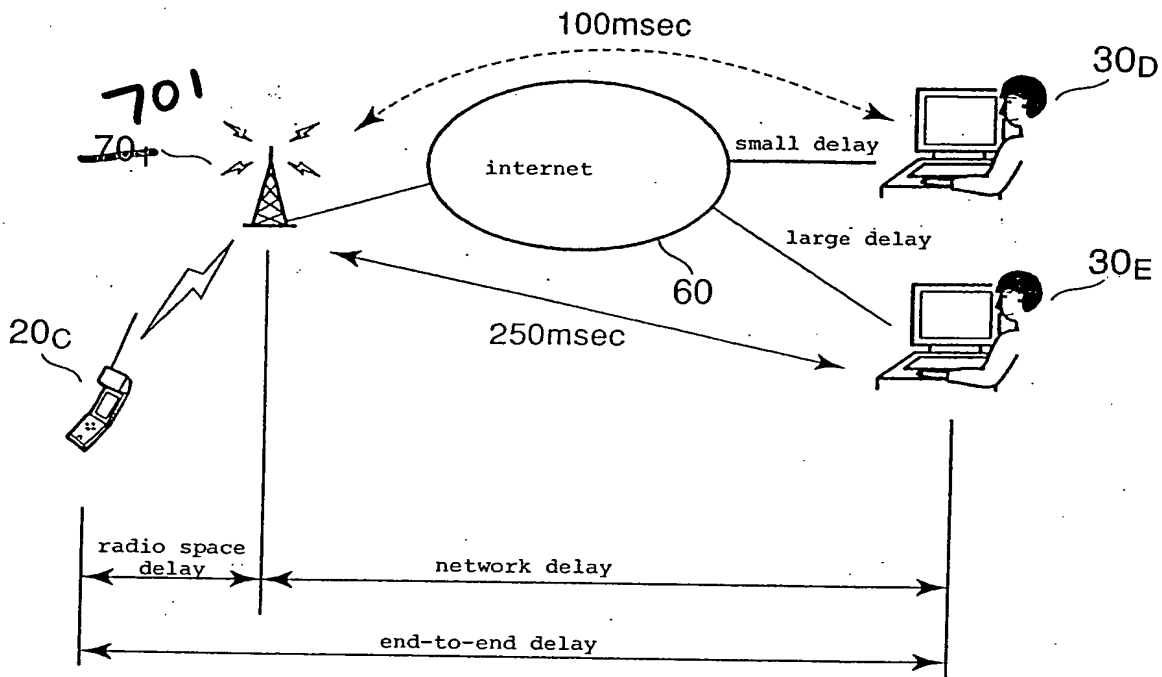 100msec
30D
70'
small delay
internet
large delay
30E
60
250msec
20C
radio space
delay
network delay
end-to-end delay